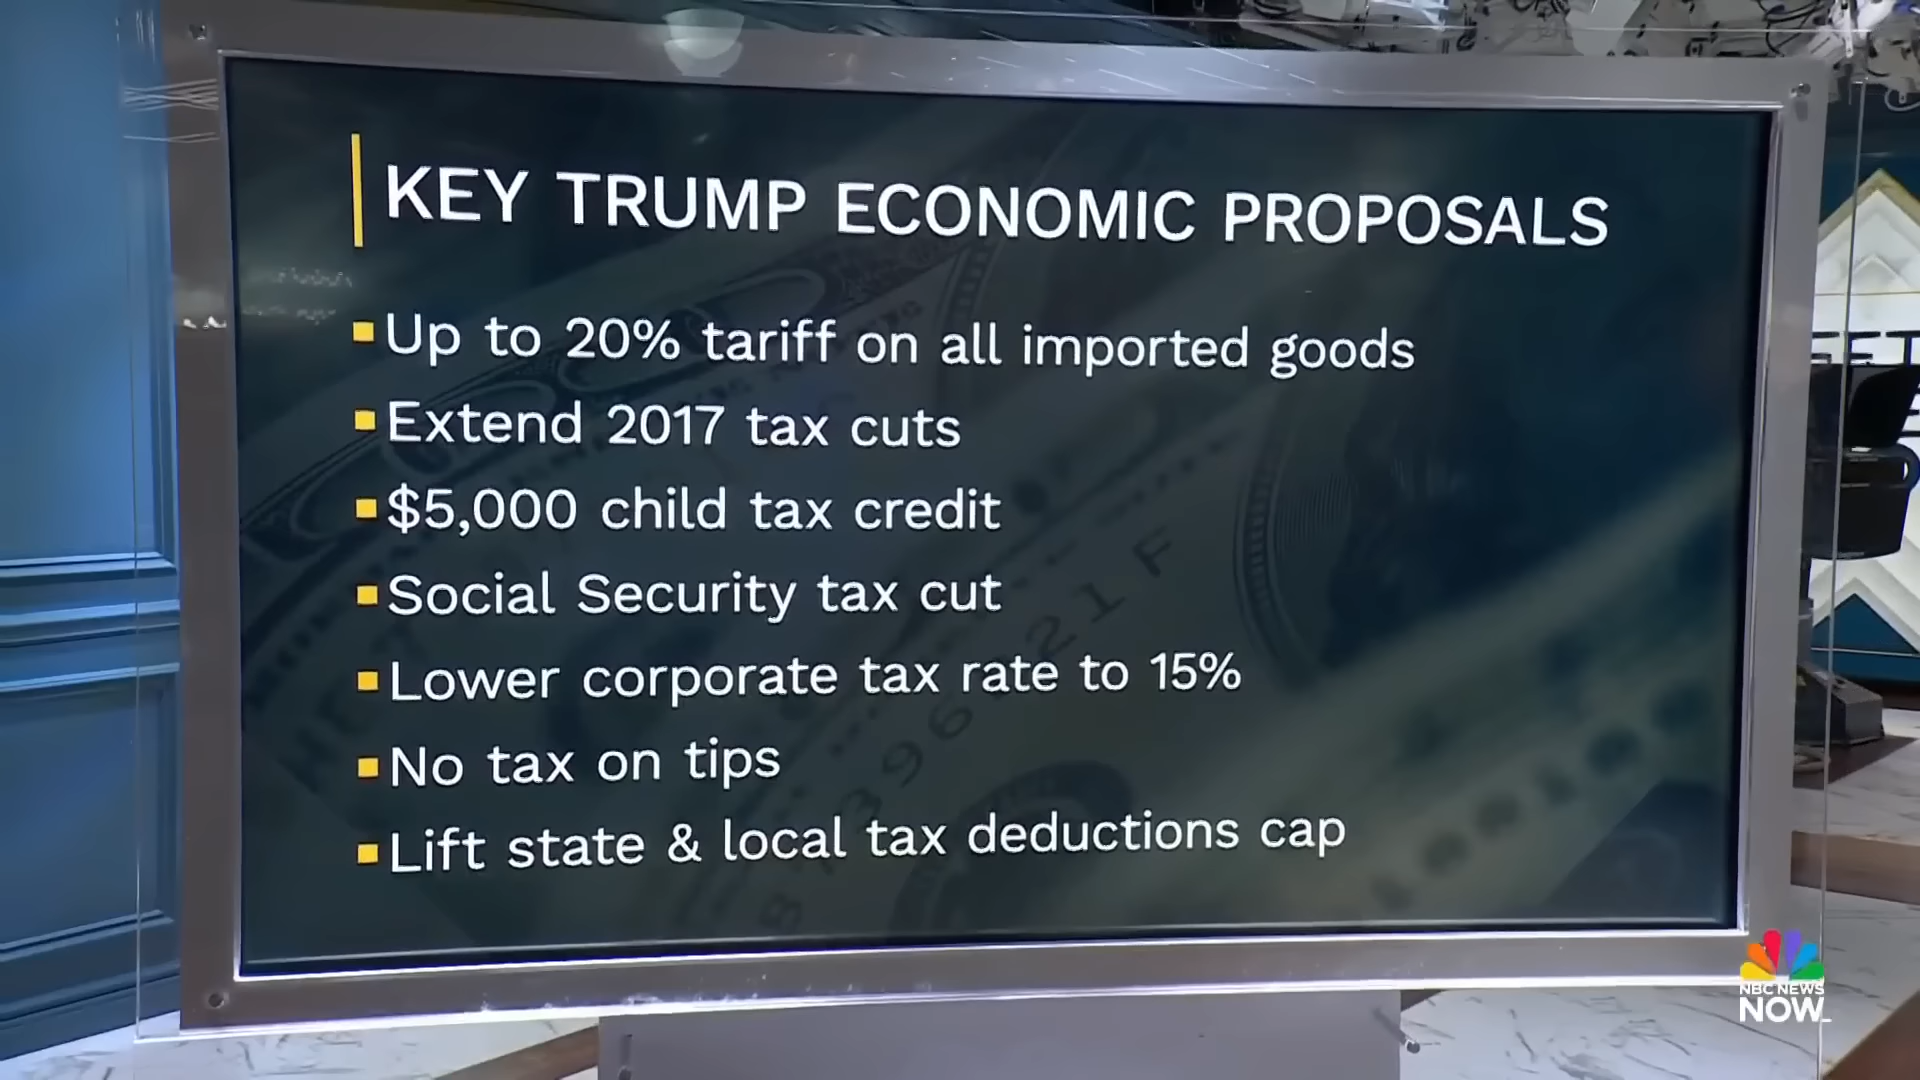 KEY TRUMP ECONOMIC PROPOSALS
Up to 20% tariff on all imported goods
Extend 2017 tax cuts
$5,000 child tax credit
Social Security tax cut
Lower corporate tax rate to 15%
No tax on tips
Lift state & local tax deductions cap
NBC NEWS
NOW